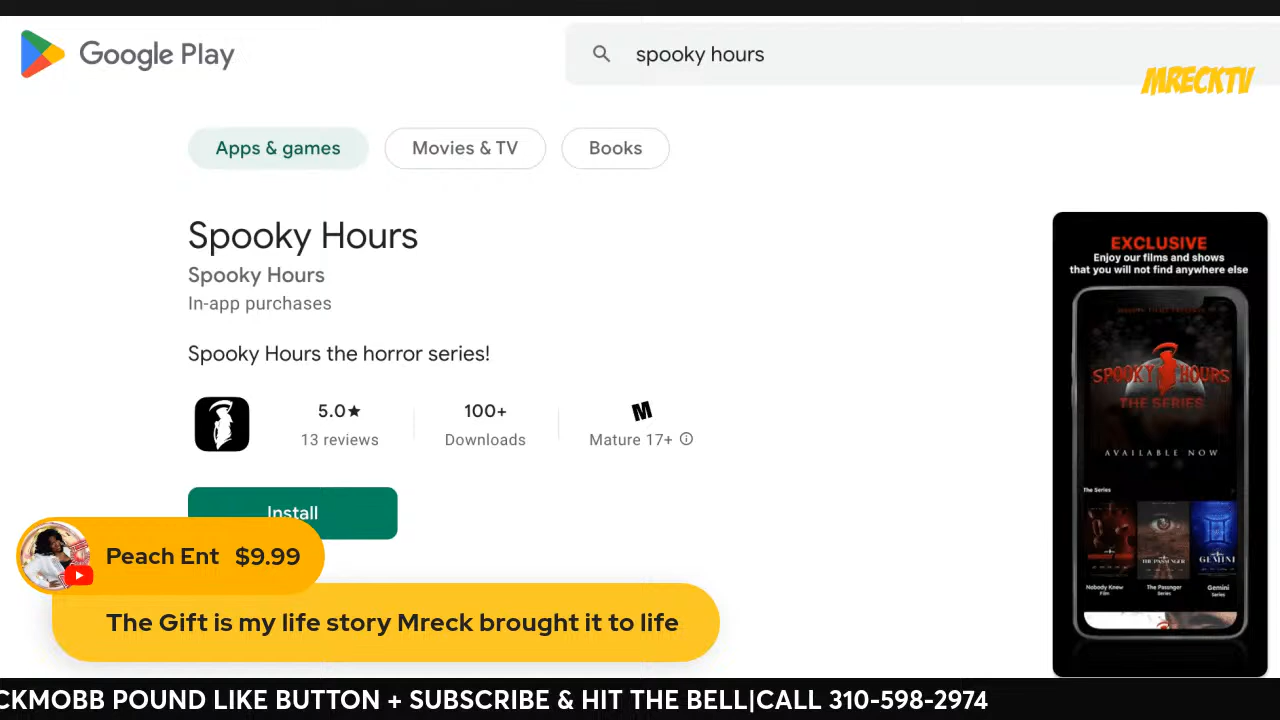 Google Play
spooky hours
MRECKTV
Apps & games
Movies & TV
Books
Spooky Hours
Spooky Hours
In-app purchases
Spooky Hours the horror series!
5.0★
13 reviews
100+
Downloads
M
Mature 17+
Install
EXCLUSIVE
Enjoy our films and shows
that you will not find anywhere else
SPOOKY HOURS
THE SERIES
AVAILABLE NOW
The Series
GEMINI
Nobody Knew
Film
The Passnger
Series
Gemini
Series
Peach Ent $9.99
The Gift is my life story Mreck brought it to life
CKMOBB POUND LIKE BUTTON + SUBSCRIBE & HIT THE BELL|CALL 310-598-2974